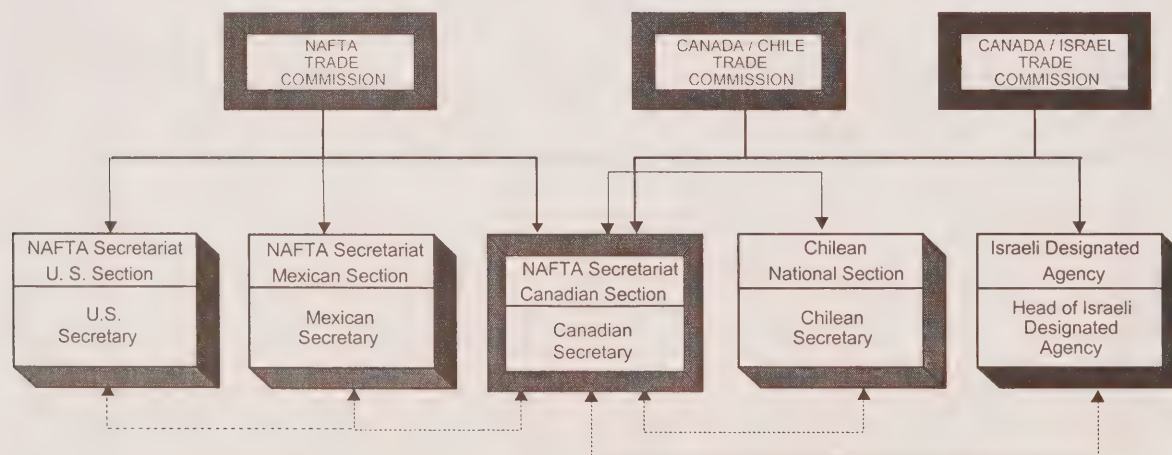 NAFTA
TRADE
COMMISSION
CANADA / CHILE
TRADE
COMMISSION
CANADA / ISRAEL
TRADE
COMMISSION
NAFTA Secretariat
U. S. Section
U.S.
Secretary
NAFTA Secretariat
Mexican Section
Mexican
Secretary
NAFTA Secretariat
Canadian Section
Canadian
Secretary
Chilean
National Section
Chilean
Secretary
Israeli Designated
Agency
Head of Israeli
Designated
Agency